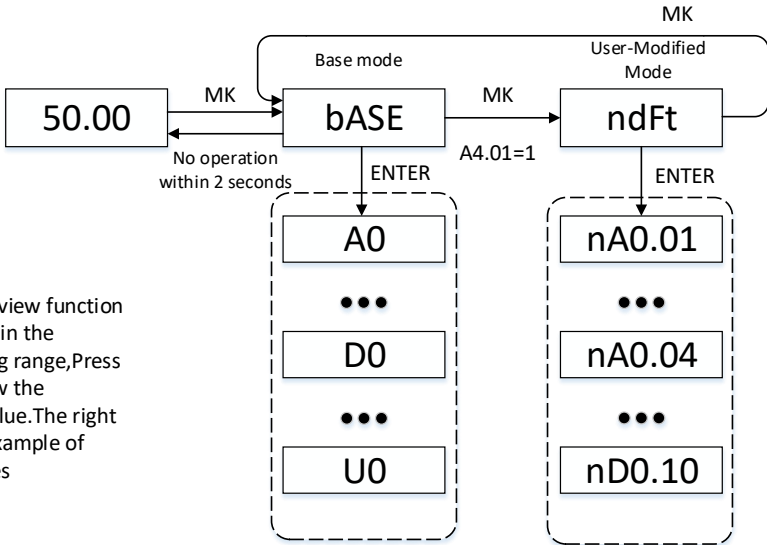 MK
Base mode
User-Modified
Mode
50.00
MK
bASE
MK
ndFt
No operation
within 2 seconds
A4.01=1
ENTER
ENTER
A0
nA0.01
•••
•••
D0
nA0.04
•••
•••
U0
nD0.10
view function
in the
g range,Press
w the
lue.The right
xample of
es